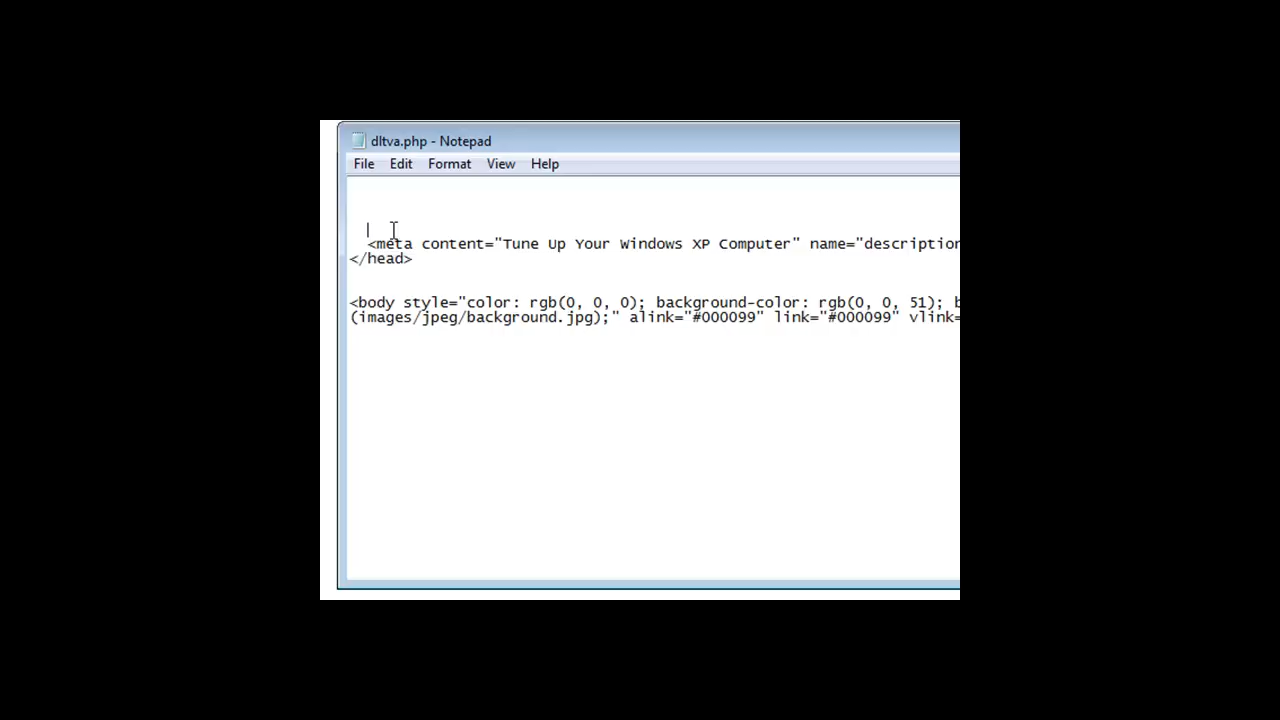 dltva.php - Notepad
File Edit Format View Help
<meta content="Tune Up Your Windows XP Computer" name="description
</head>
<body style="color: rgb(0, 0, 0); background-color: rgb(0, 0, 51); b
(images/jpeg/background.jpg);" alink="#000099" link="#000099" vlink=